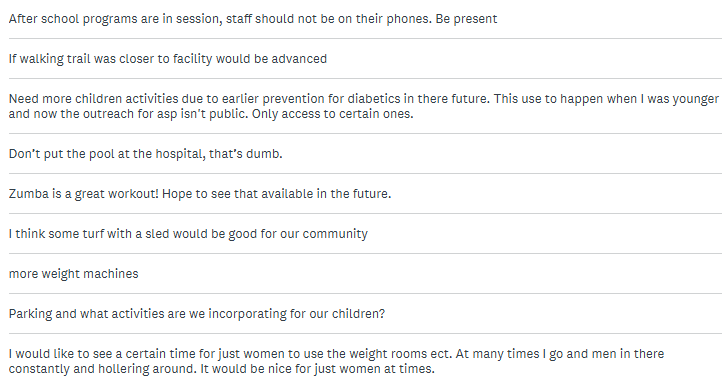 After school programs are in session, staff should not be on their phones. Be present
If walking trail was closer to facility would be advanced
Need more children activities due to earlier prevention for diabetics in there future. This use to happen when I was younger
and now the outreach for asp isn't public. Only access to certain ones.
Don't put the pool at the hospital, that's dumb.
Zumba is a great workout! Hope to see that available in the future.
I think some turf with a sled would be good for our community
more weight machines
Parking and what activities are we incorporating for our children?
I would like to see a certain time for just women to use the weight rooms ect. At many times I go and men in there
constantly and hollering around. It would be nice for just women at times.